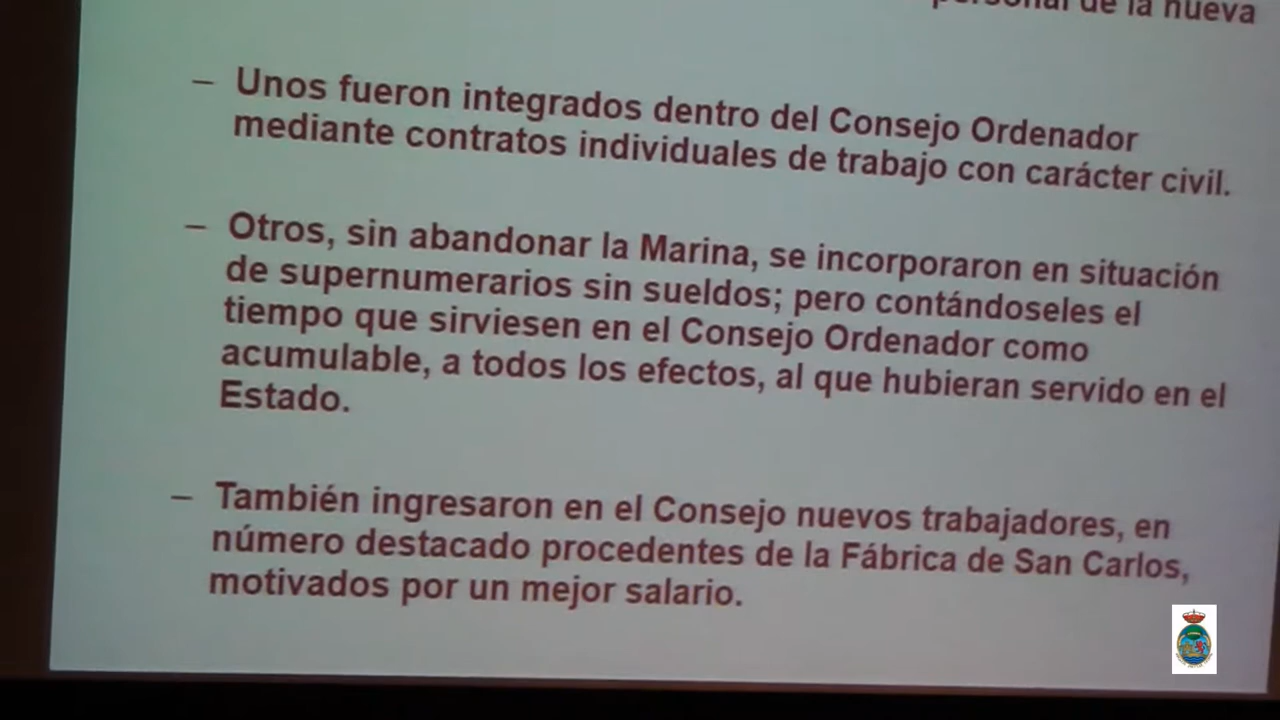 de la nueva
– Unos fueron integrados dentro del Consejo Ordenador
mediante contratos individuales de trabajo con carácter civil.
– Otros, sin abandonar la Marina, se incorporaron en situación
de supernumerarios sin sueldos; pero contándoseles el
tiempo que sirviesen en el Consejo Ordenador como
acumulable, a todos los efectos, al que hubieran servido en el
Estado.
– También ingresaron en el Consejo nuevos trabajadores, en
número destacado procedentes de la Fábrica de San Carlos,
motivados por un mejor salario.